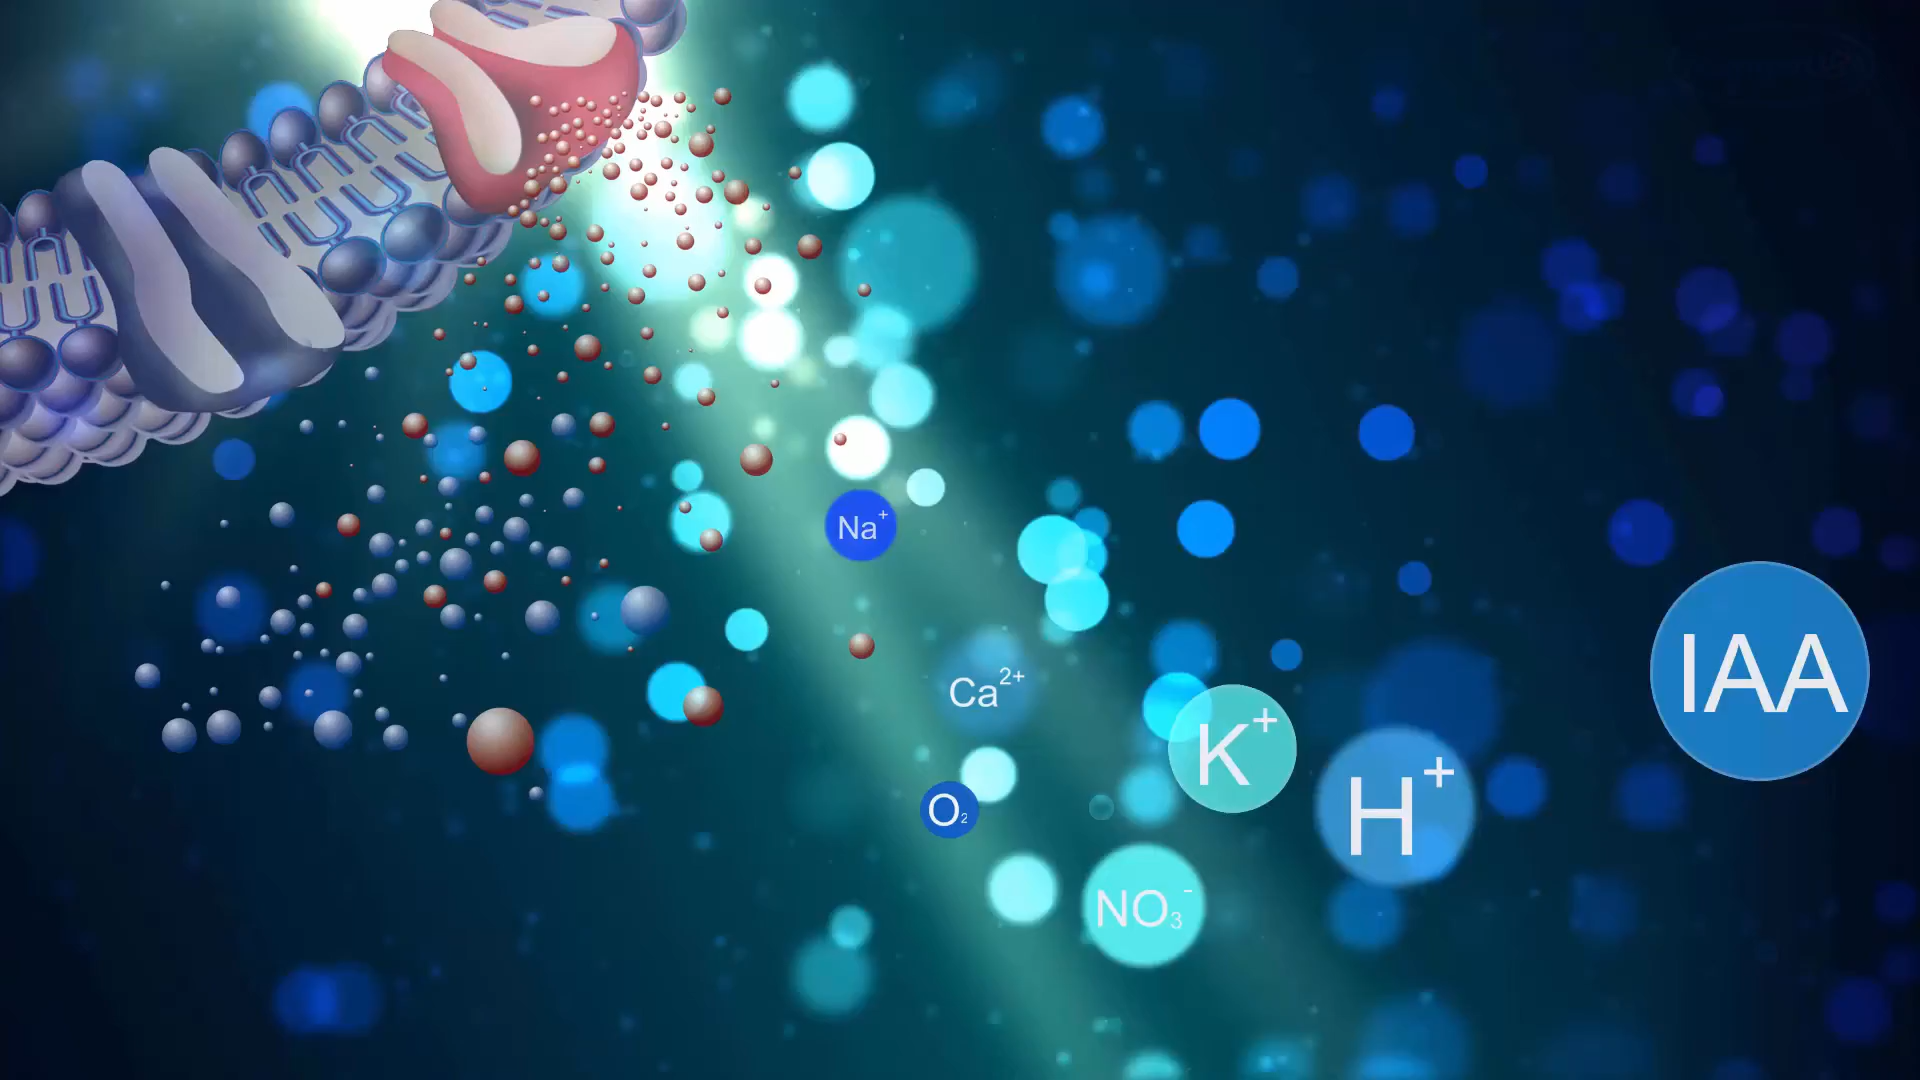 Na⁺
Ca²⁺
IAA
K⁺
H⁺
O₂
NO₃⁻